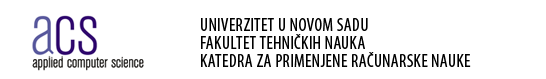 acs
applied computer science
UNIVERZITET U NOVOM SADU
FAKULTET TEHNIČKIH NAUKA
KATEDRA ZA PRIMENJENE RAČUNARSKE NAUKE